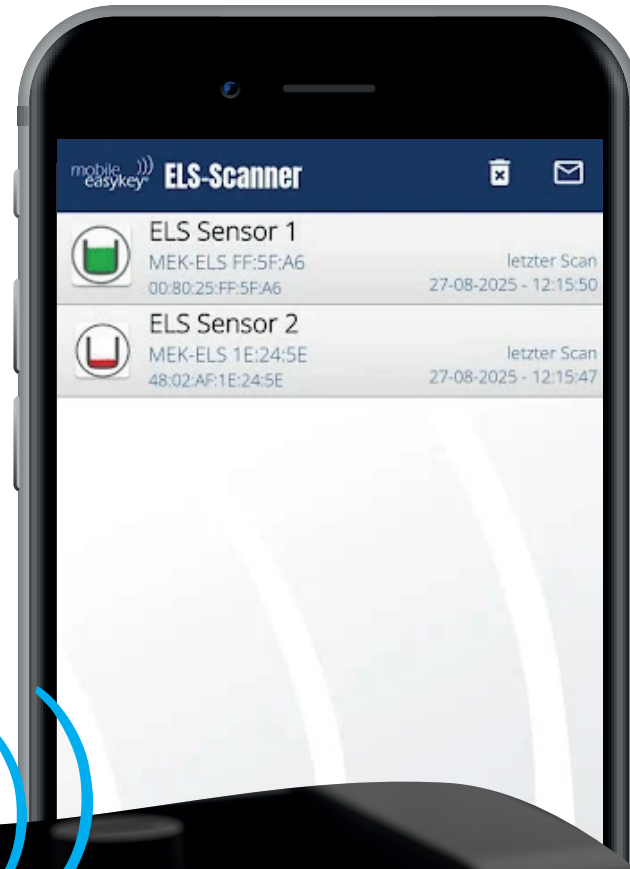 mobile easykey® ELS-Scanner
ELS Sensor 1
MEK-ELS FF:5F:A6
letzter Scan
00:80:25:FF:5F:A6
27-08-2025 - 12:15:50
ELS Sensor 2
MEK-ELS 1E:24:5E
letzter Scan
48:02:AF:1E:24:5E
27-08-2025 - 12:15:47